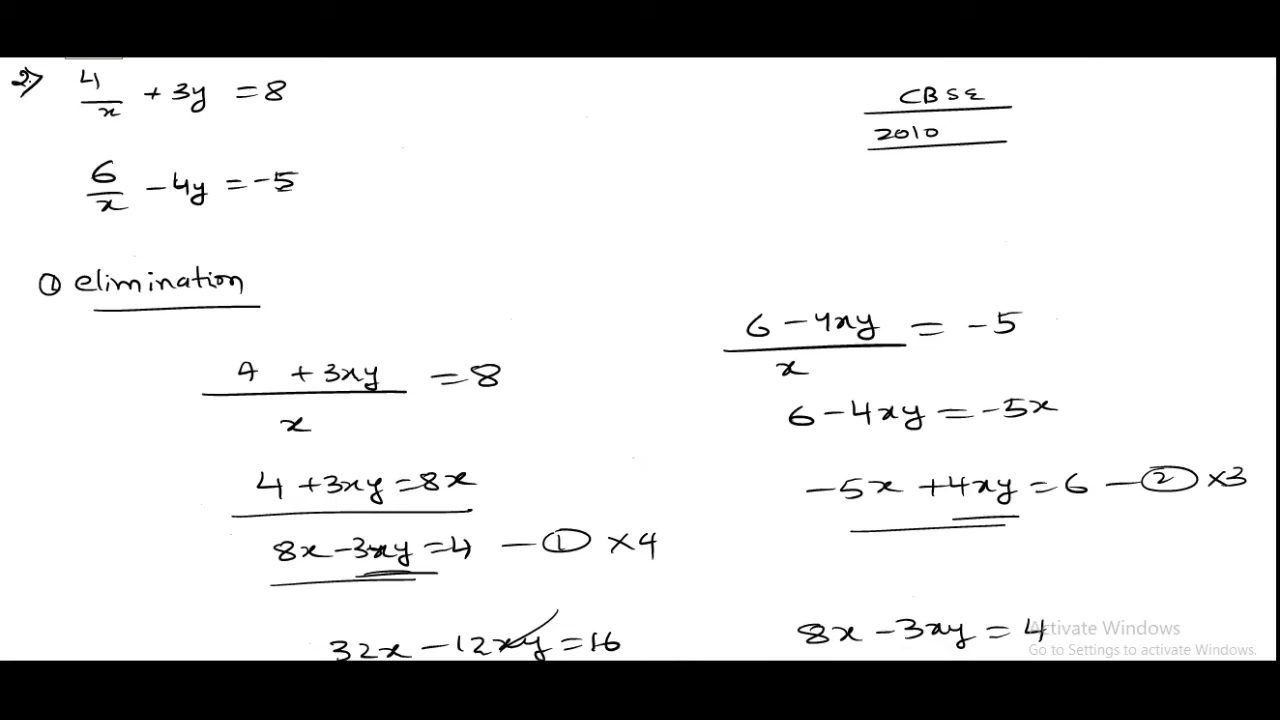 2.>
4/x + 3y = 8
CBSE
2010
6/x - 4y = -5
① elimination
(4 + 3xy)/x = 8
4 + 3xy = 8x
8x - 3xy = 4 — ① ×4
32x - 12xy = 16
(6 - 4xy)/x = -5
6 - 4xy = -5x
-5x + 4xy = 6 — ② ×3
8x - 3xy = 4
Activate Windows
Go to Settings to activate Windows.